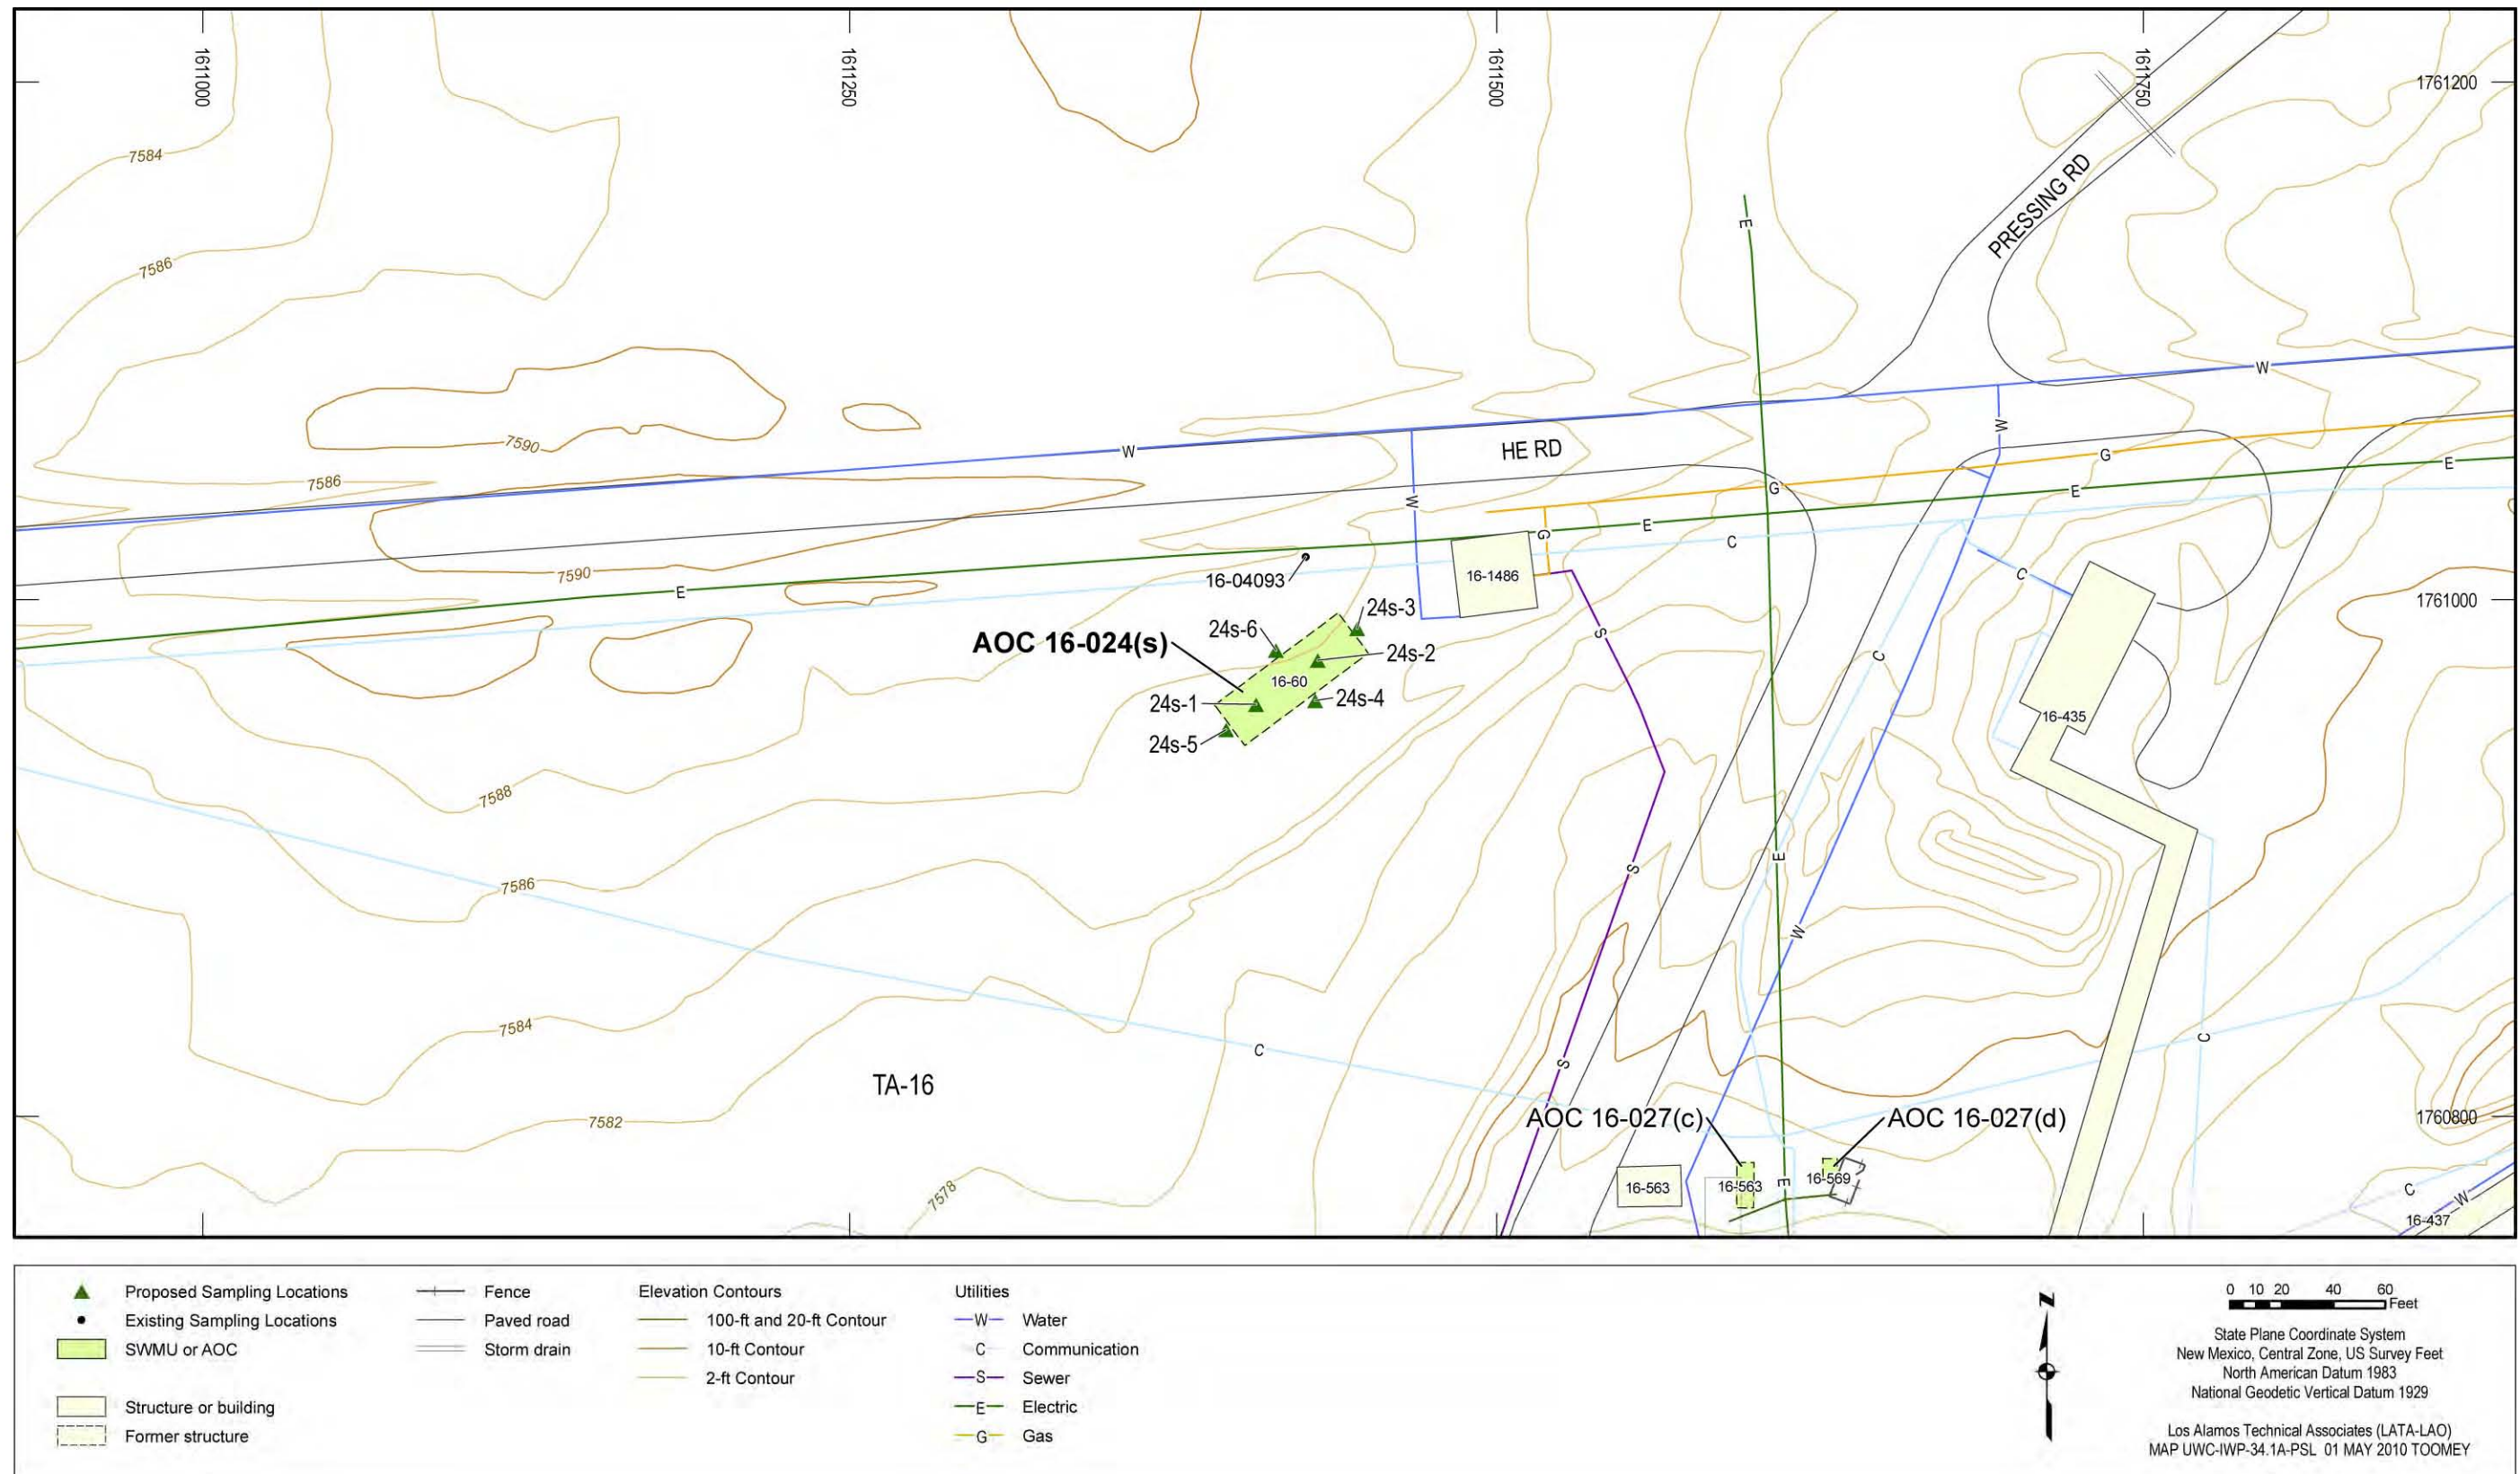 1611000
1611250
1611500
1611750
1761200
7584
PRESSING RD
E
7586
W
7590
W
HE RD
W
G
E
7586
G
E
W
G
E
C
16-04093
7590
E
16-1486
C
1761000
24s-3
24s-6
S
AOC 16-024(s)
24s-2
C
16-60
24s-4
24s-1
16-435
24s-5
7588
E
S
7586
W
7584
C
C
S
TA-16
7582
AOC 16-027(c)
AOC 16-027(d)
1760800
16-563
16-563
E
16-569
7578
C
W
16-437
Proposed Sampling Locations
Existing Sampling Locations
SWMU or AOC
Structure or building
Former structure
Fence
Paved road
Storm drain
Elevation Contours
100-ft and 20-ft Contour
10-ft Contour
2-ft Contour
Utilities
W Water
C Communication
S Sewer
E Electric
G Gas
N
0 10 20 40 60
Feet
State Plane Coordinate System
New Mexico, Central Zone, US Survey Feet
North American Datum 1983
National Geodetic Vertical Datum 1929
Los Alamos Technical Associates (LATA-LAO)
MAP UWC-IWP-34.1A-PSL 01 MAY 2010 TOOMEY